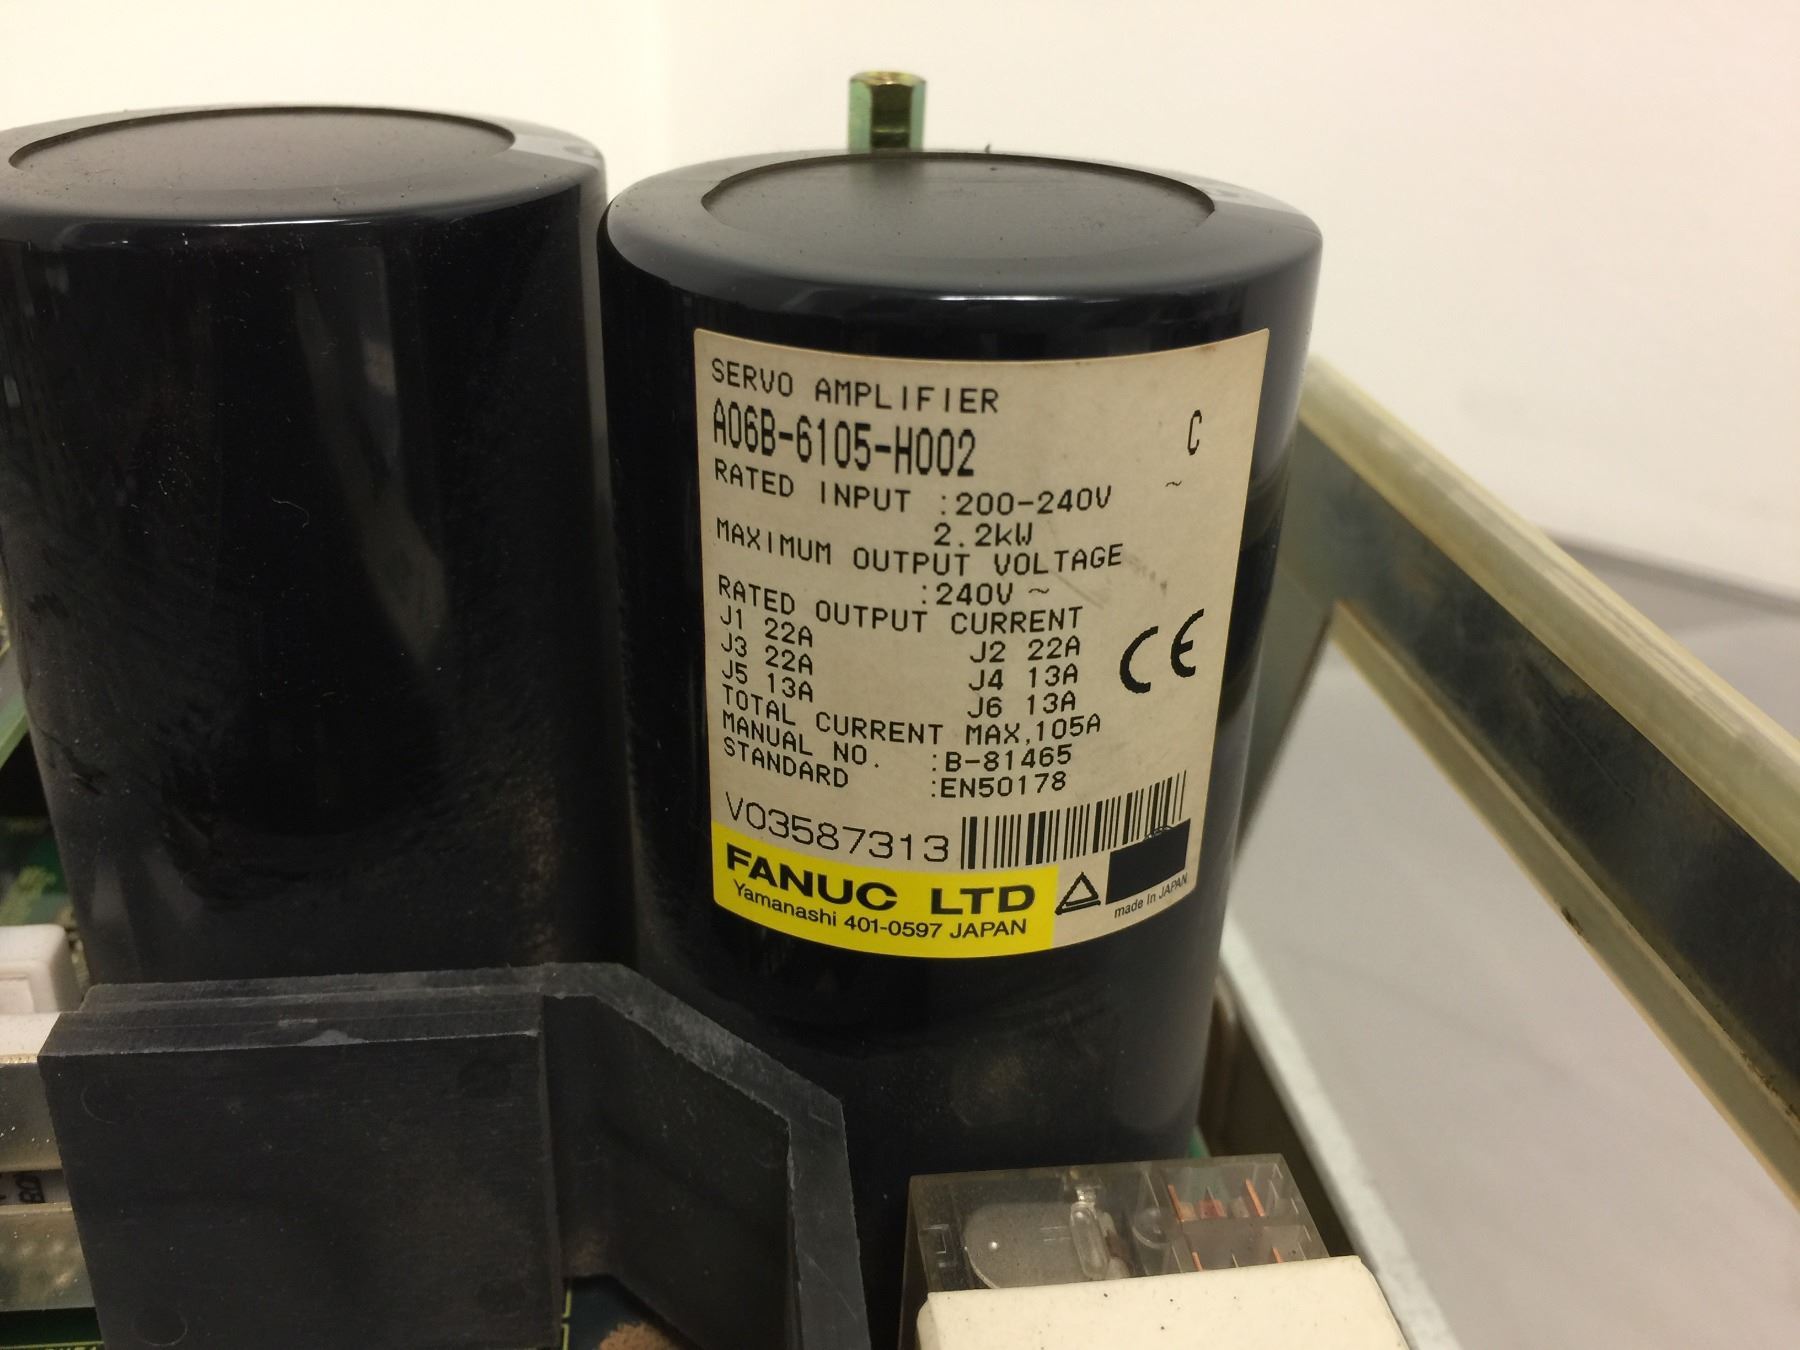 SERVO AMPLIFIER
A06B-6105-H002 C
RATED INPUT :200-240V ~
2.2kW
MAXIMUM OUTPUT VOLTAGE
:240V ~
RATED OUTPUT CURRENT
J1 22A J2 22A
J3 22A J4 13A
J5 13A J6 13A
TOTAL CURRENT MAX.105A
MANUAL NO. :B-81465
STANDARD :EN50178
CE
V03587313
FANUC LTD
Yamanashi 401-0597 JAPAN
made in JAPAN